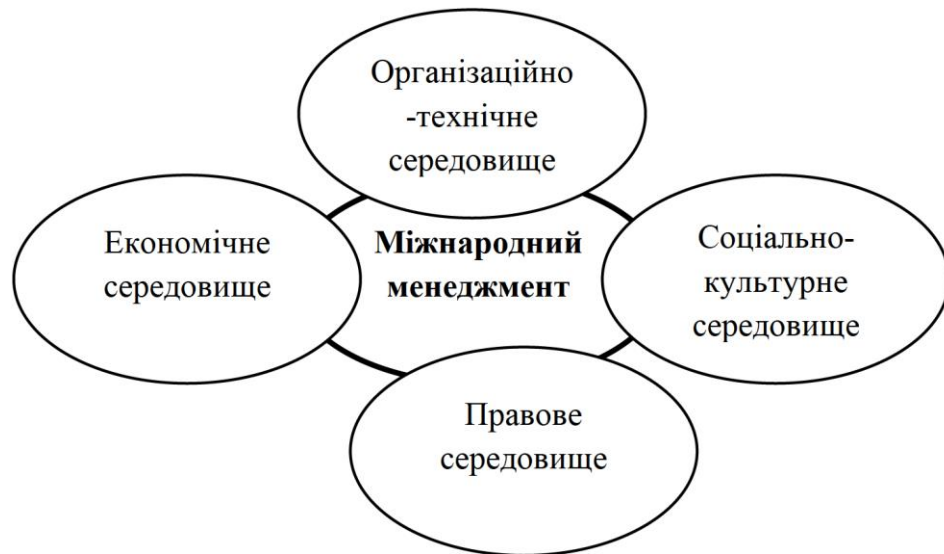 Організаційно
-технічне
середовище
Економічне
середовище
Міжнародний
менеджмент
Соціально-
культурне
середовище
Правове
середовище